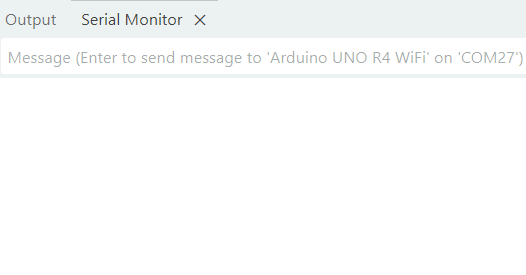 Output Serial Monitor
Message (Enter to send message to 'Arduino UNO R4 WiFi' on 'COM27')